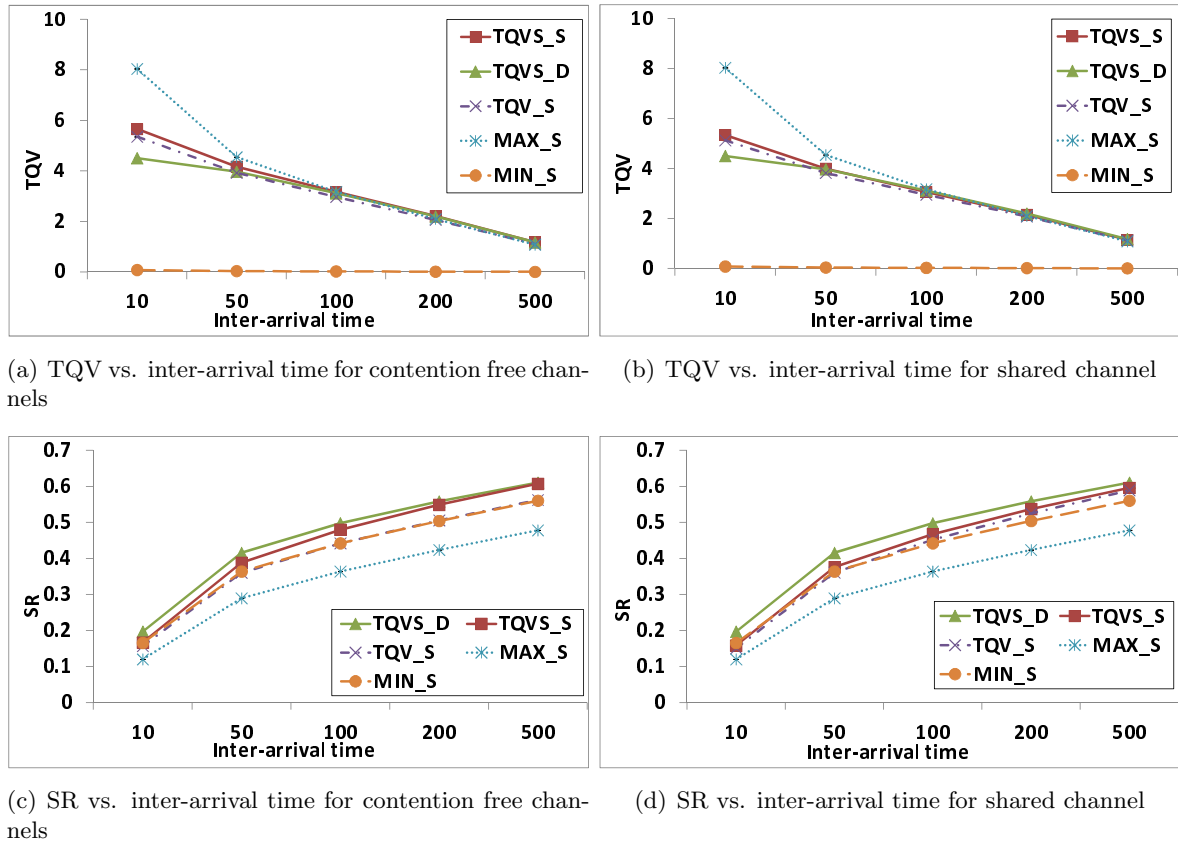 10
8
6
4
2
0
TQV
TQVS_S
TQVS_D
TQV_S
MAX_S
MIN_S
10 50 100 200 500
Inter-arrival time
(a) TQV vs. inter-arrival time for contention free chan-
nels
10
8
6
4
2
0
TQV
TQVS_S
TQVS_D
TQV_S
MAX_S
MIN_S
10 50 100 200 500
Inter-arrival time
(b) TQV vs. inter-arrival time for shared channel
0.7
0.6
0.5
0.4
0.3
0.2
0.1
0
SR
TQVS_D TQVS_S
TQV_S MAX_S
MIN_S
10 50 100 200 500
Inter-arrival time
(c) SR vs. inter-arrival time for contention free chan-
nels
0.7
0.6
0.5
0.4
0.3
0.2
0.1
0
SR
TQVS_D TQVS_S
TQV_S MAX_S
MIN_S
10 50 100 200 500
Inter-arrival time
(d) SR vs. inter-arrival time for shared channel